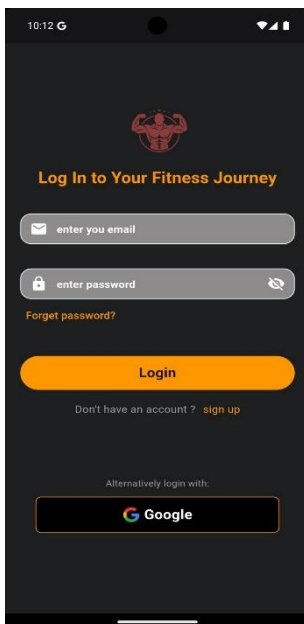 10:12 G
Log In to Your Fitness Journey
enter you email
enter password
Forget password?
Login
Don't have an account ? sign up
Alternatively login with:
G Google